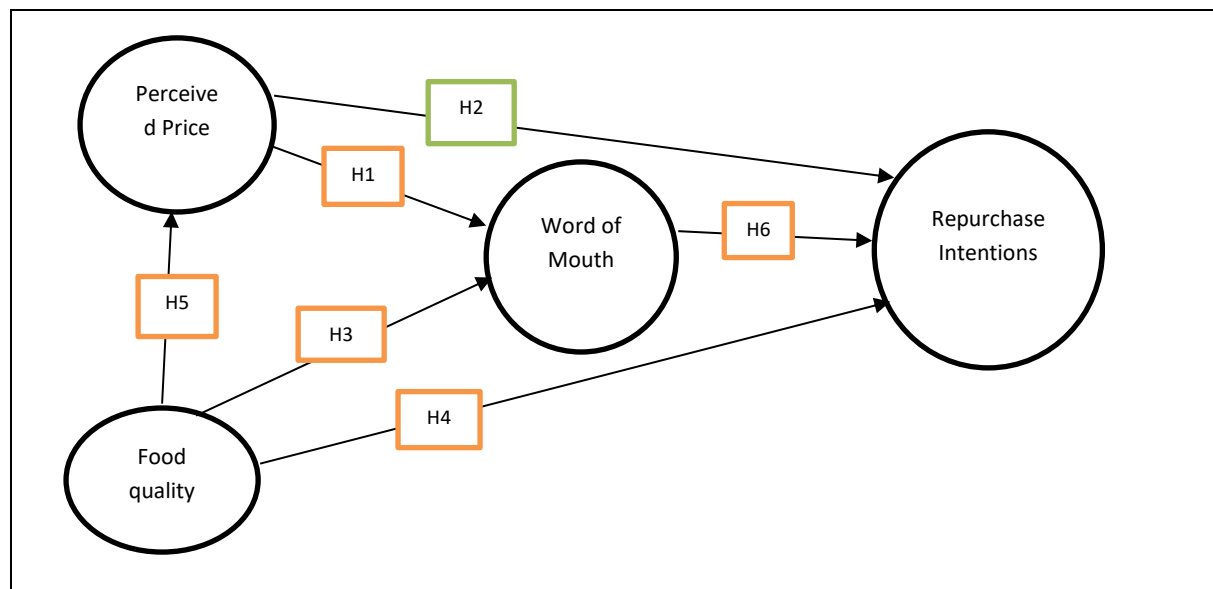 Perceive
d Price
H2
H1
Word of
Mouth
H6
Repurchase
Intentions
H5
H3
H4
Food
quality